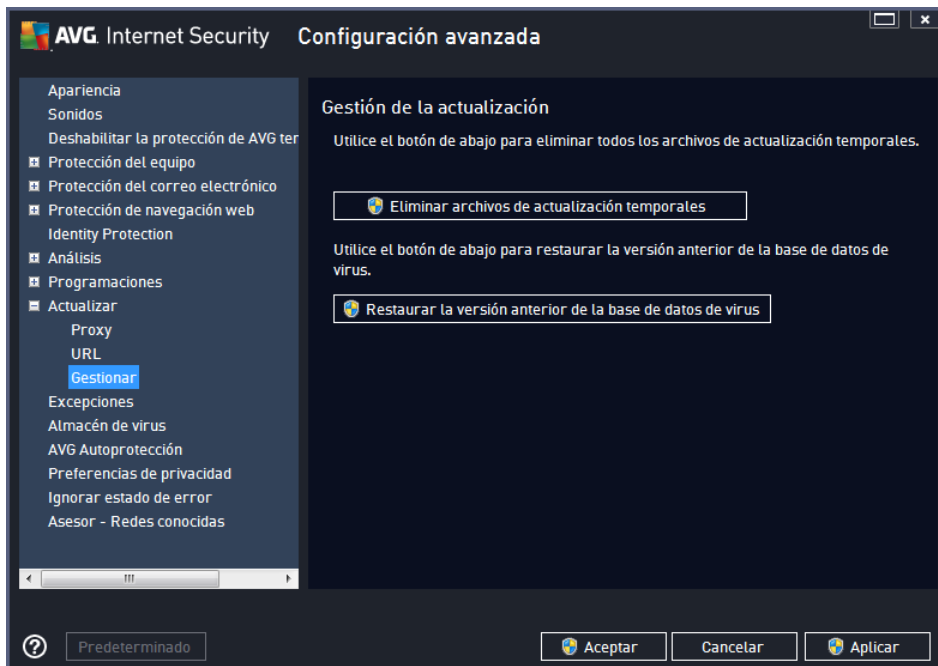 AVG. Internet Security
Configuración avanzada
Apariencia
Sonidos
Deshabilitar la protección de AVG ter
Protección del equipo
Protección del correo electrónico
Protección de navegación web
Identity Protection
Análisis
Programaciones
Actualizar
Proxy
URL
Gestionar
Excepciones
Almacén de virus
AVG Autoprotección
Preferencias de privacidad
Ignorar estado de error
Asesor - Redes conocidas
Gestión de la actualización
Utilice el botón de abajo para eliminar todos los archivos de actualización temporales.
Eliminar archivos de actualización temporales
Utilice el botón de abajo para restaurar la versión anterior de la base de datos de
virus.
Restaurar la versión anterior de la base de datos de virus
Predeterminado
Aceptar
Cancelar
Aplicar